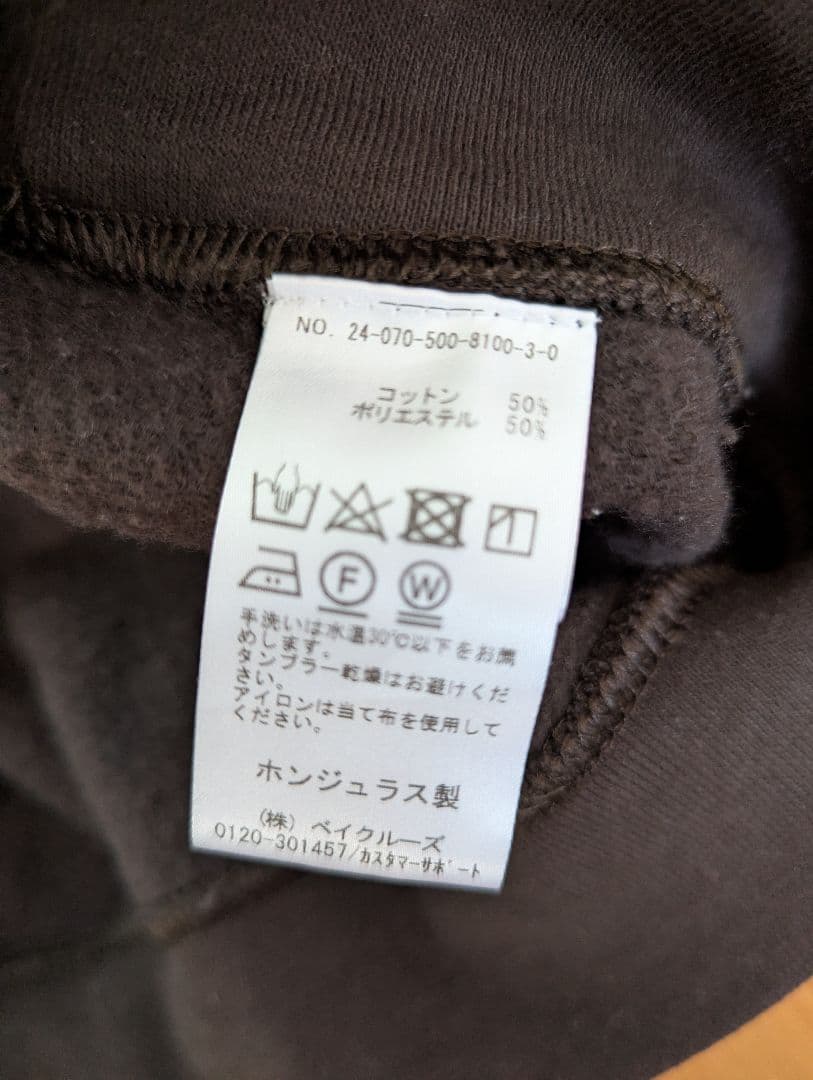 NO. 24-070-500-8100-3-0
コットン 50%
ポリエステル 50%
F W
手洗いは水温30℃以下をお薦
めします。
タンブラー乾燥はお避けくだ
さい。
アイロンは当て布を使用して
ください。
ホンジュラス製
(株) ベイクルーズ
0120-301457/カスタマーサポート